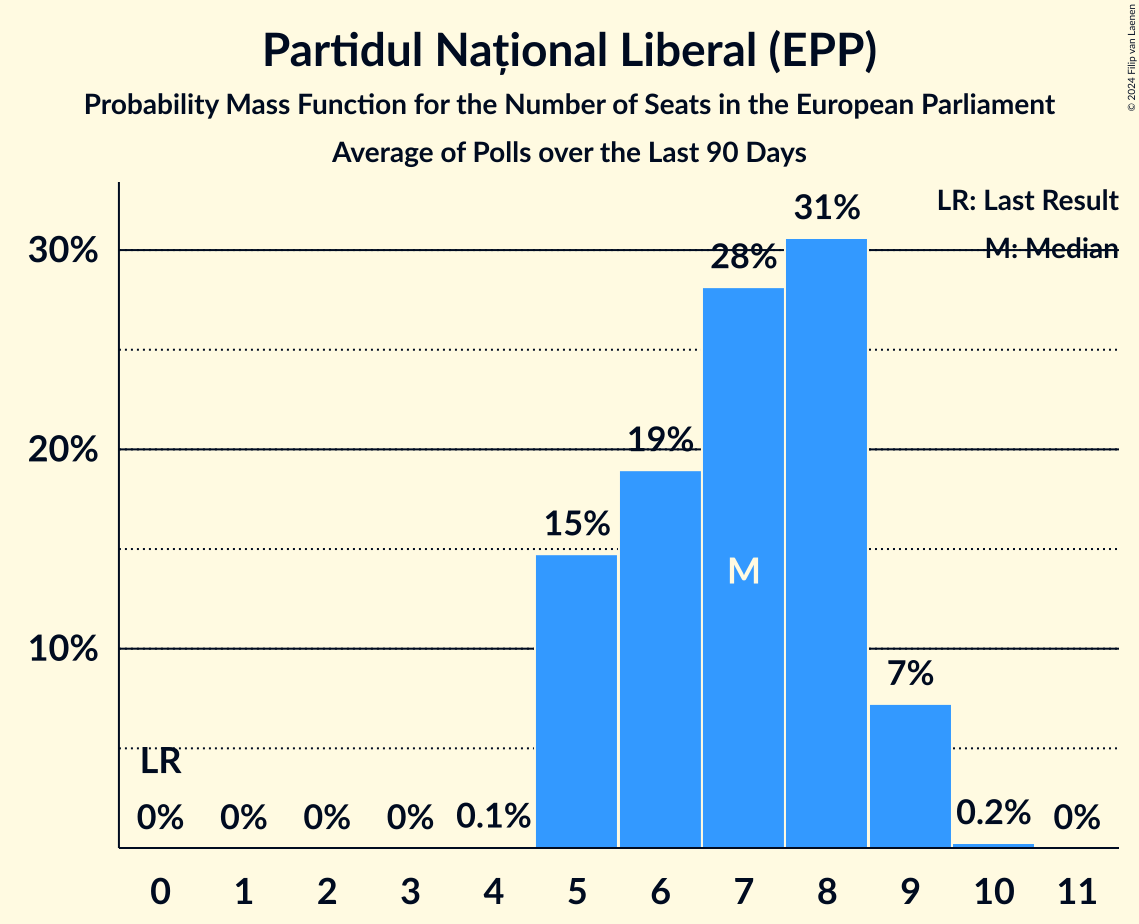 Partidul Național Liberal (EPP)
Probability Mass Function for the Number of Seats in the European Parliament
Average of Polls over the Last 90 Days
© 2024 Filip van Laenen
LR: Last Result
M: Median
30%
20%
10%
31%
28%
19%
15%
M
7%
LR
0% 0% 0% 0% 0.1% 0.2% 0%
0 1 2 3 4 5 6 7 8 9 10 11